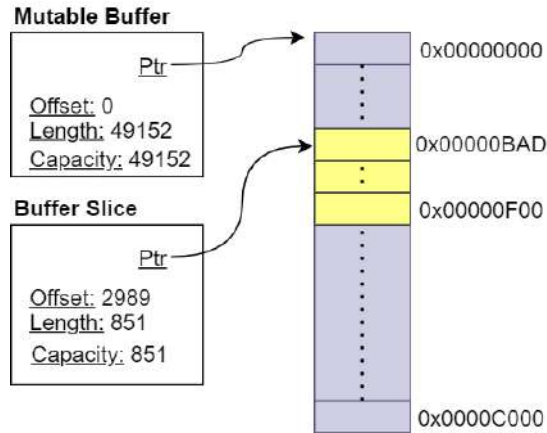 Mutable Buffer
Ptr
Offset: 0
Length: 49152
Capacity: 49152
Buffer Slice
Ptr
Offset: 2989
Length: 851
Capacity: 851
0x00000000
0x00000BAD
0x00000F00
0x0000C000